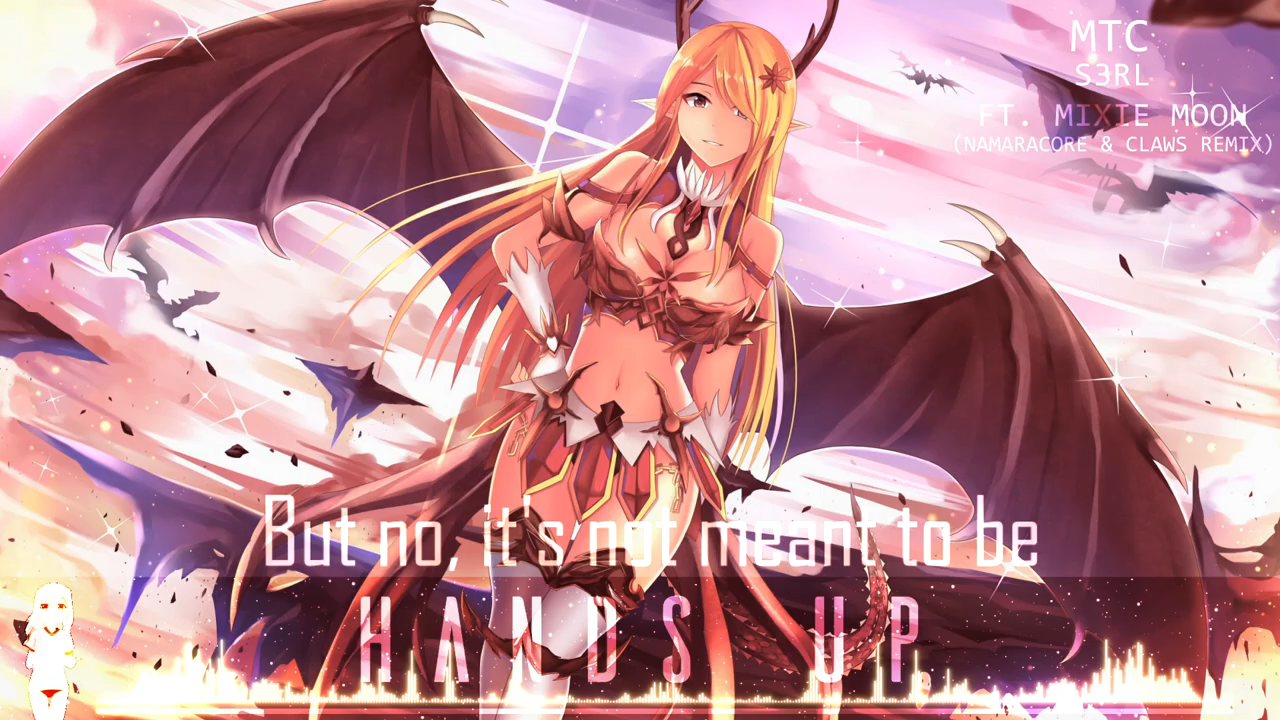 MTC
S3RL
FT. MIXIE MOON
(NAMARACORE & CLAWS REMIX)
But no, it's not meant to be
HANDS UP